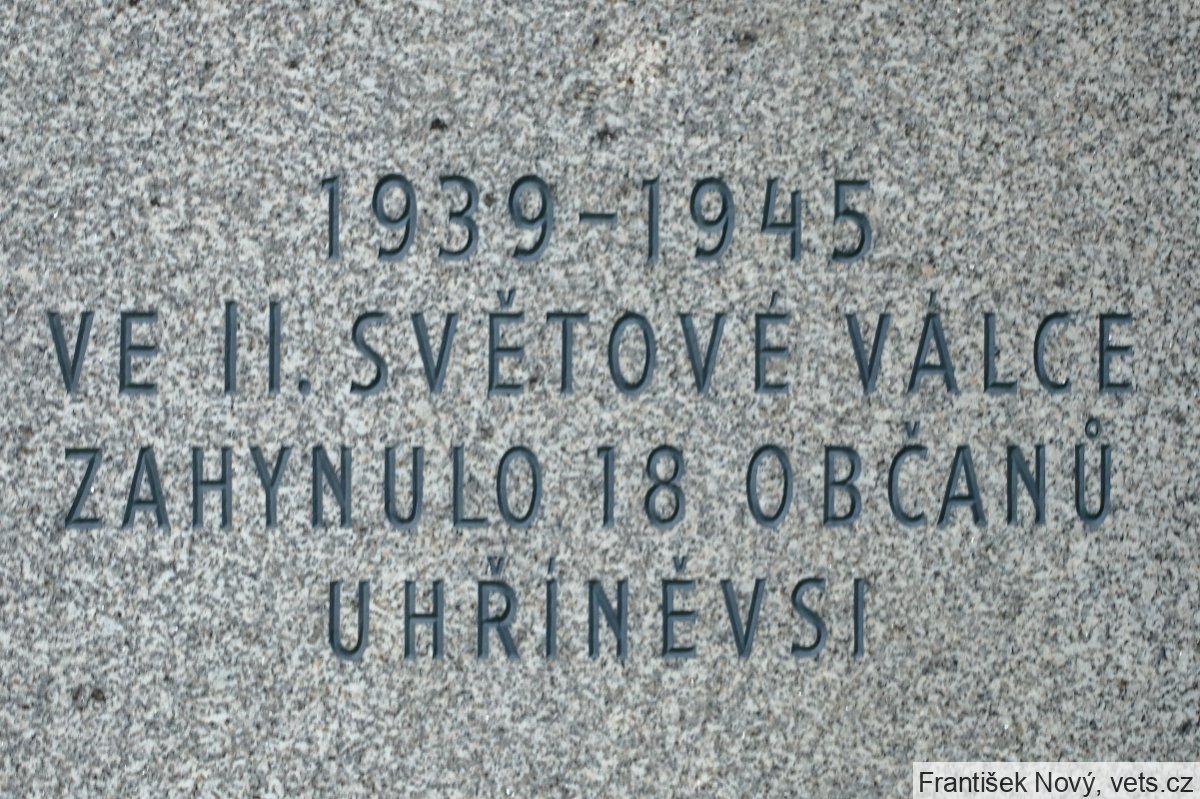 1939-1945
VE II. SVĚTOVÉ VÁLCE
ZAHYNULO 18 OBČANŮ
UHŘÍNĚVSI
František Nový, vets.cz